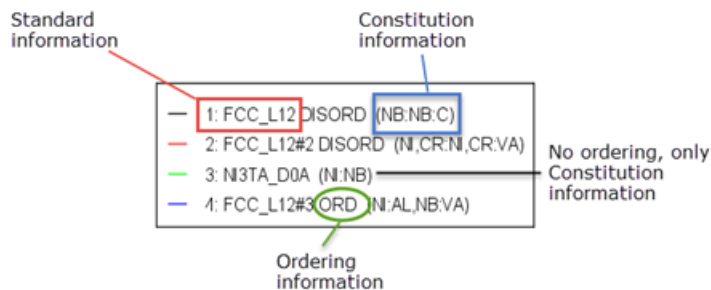 Standard
information
Constitution
information
1: FCC_L12 DISORD (NB:NB:C)
2: FCC_L12#2 DISORD (NI,CR:NI,CR:VA)
3: NI3TA_D0A (NI:NB)
4: FCC_L12#3 ORD (NI:AL,NB:VA)
No ordering, only
Constitution
information
Ordering
information